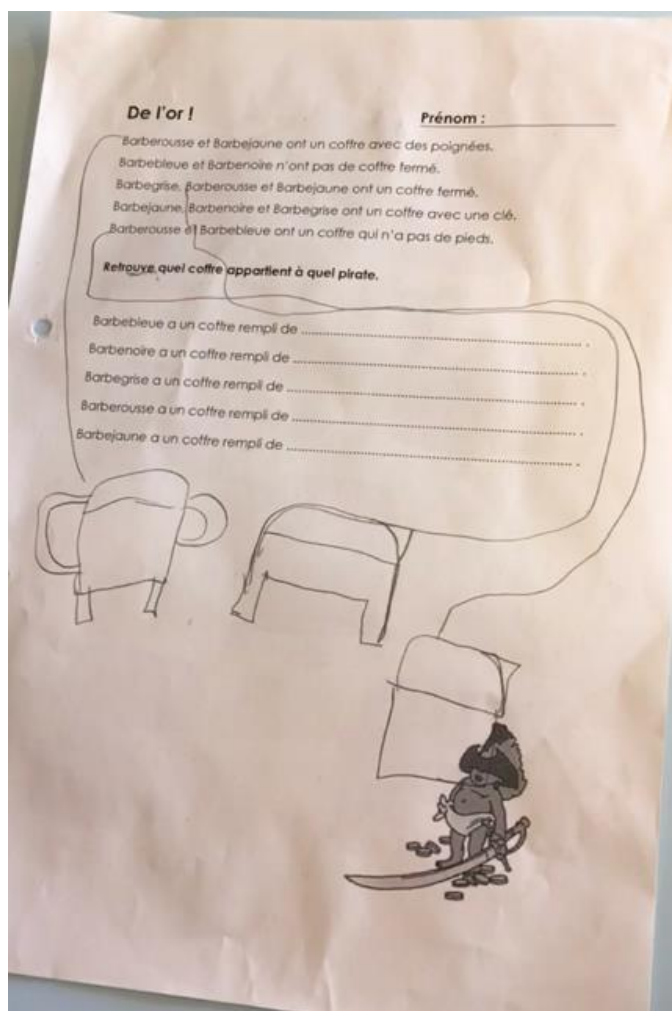 De l'or !
Prénom :
Barberousse et Barbejaune ont un coffre avec des poignées.
Barbebleue et Barbenoire n'ont pas de coffre fermé.
Barbegrise, Barberousse et Barbejaune ont un coffre fermé.
Barbejaune, Barbenoire et Barbegrise ont un coffre avec une clé.
Barberousse et Barbebleue ont un coffre qui n'a pas de pieds.
Retrouve quel coffre appartient à quel pirate.
Barbebleue a un coffre rempli de .
Barbenoire a un coffre rempli de .
Barbegrise a un coffre rempli de .
Barberousse a un coffre rempli de .
Barbejaune a un coffre rempli de .